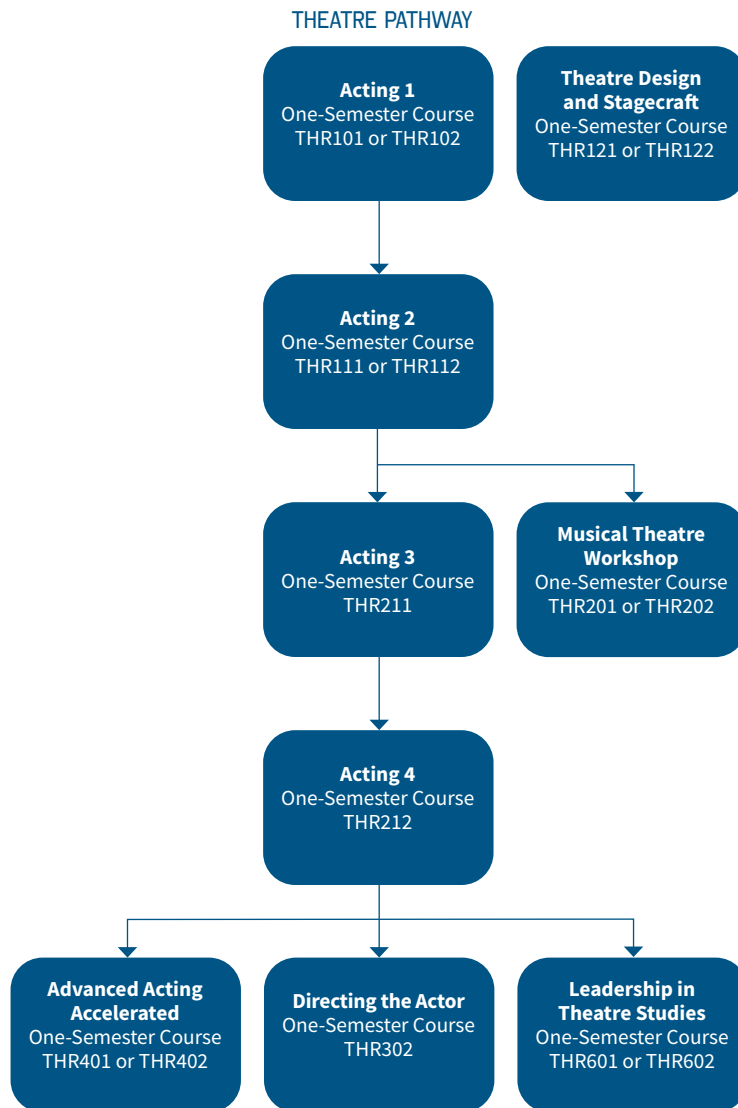 THEATRE PATHWAY
Acting 1
One-Semester Course
THR101 or THR102
Theatre Design
and Stagecraft
One-Semester Course
THR121 or THR122
Acting 2
One-Semester Course
THR111 or THR112
Acting 3
One-Semester Course
THR211
Musical Theatre
Workshop
One-Semester Course
THR201 or THR202
Acting 4
One-Semester Course
THR212
Advanced Acting
Accelerated
One-Semester Course
THR401 or THR402
Directing the Actor
One-Semester Course
THR302
Leadership in
Theatre Studies
One-Semester Course
THR601 or THR602